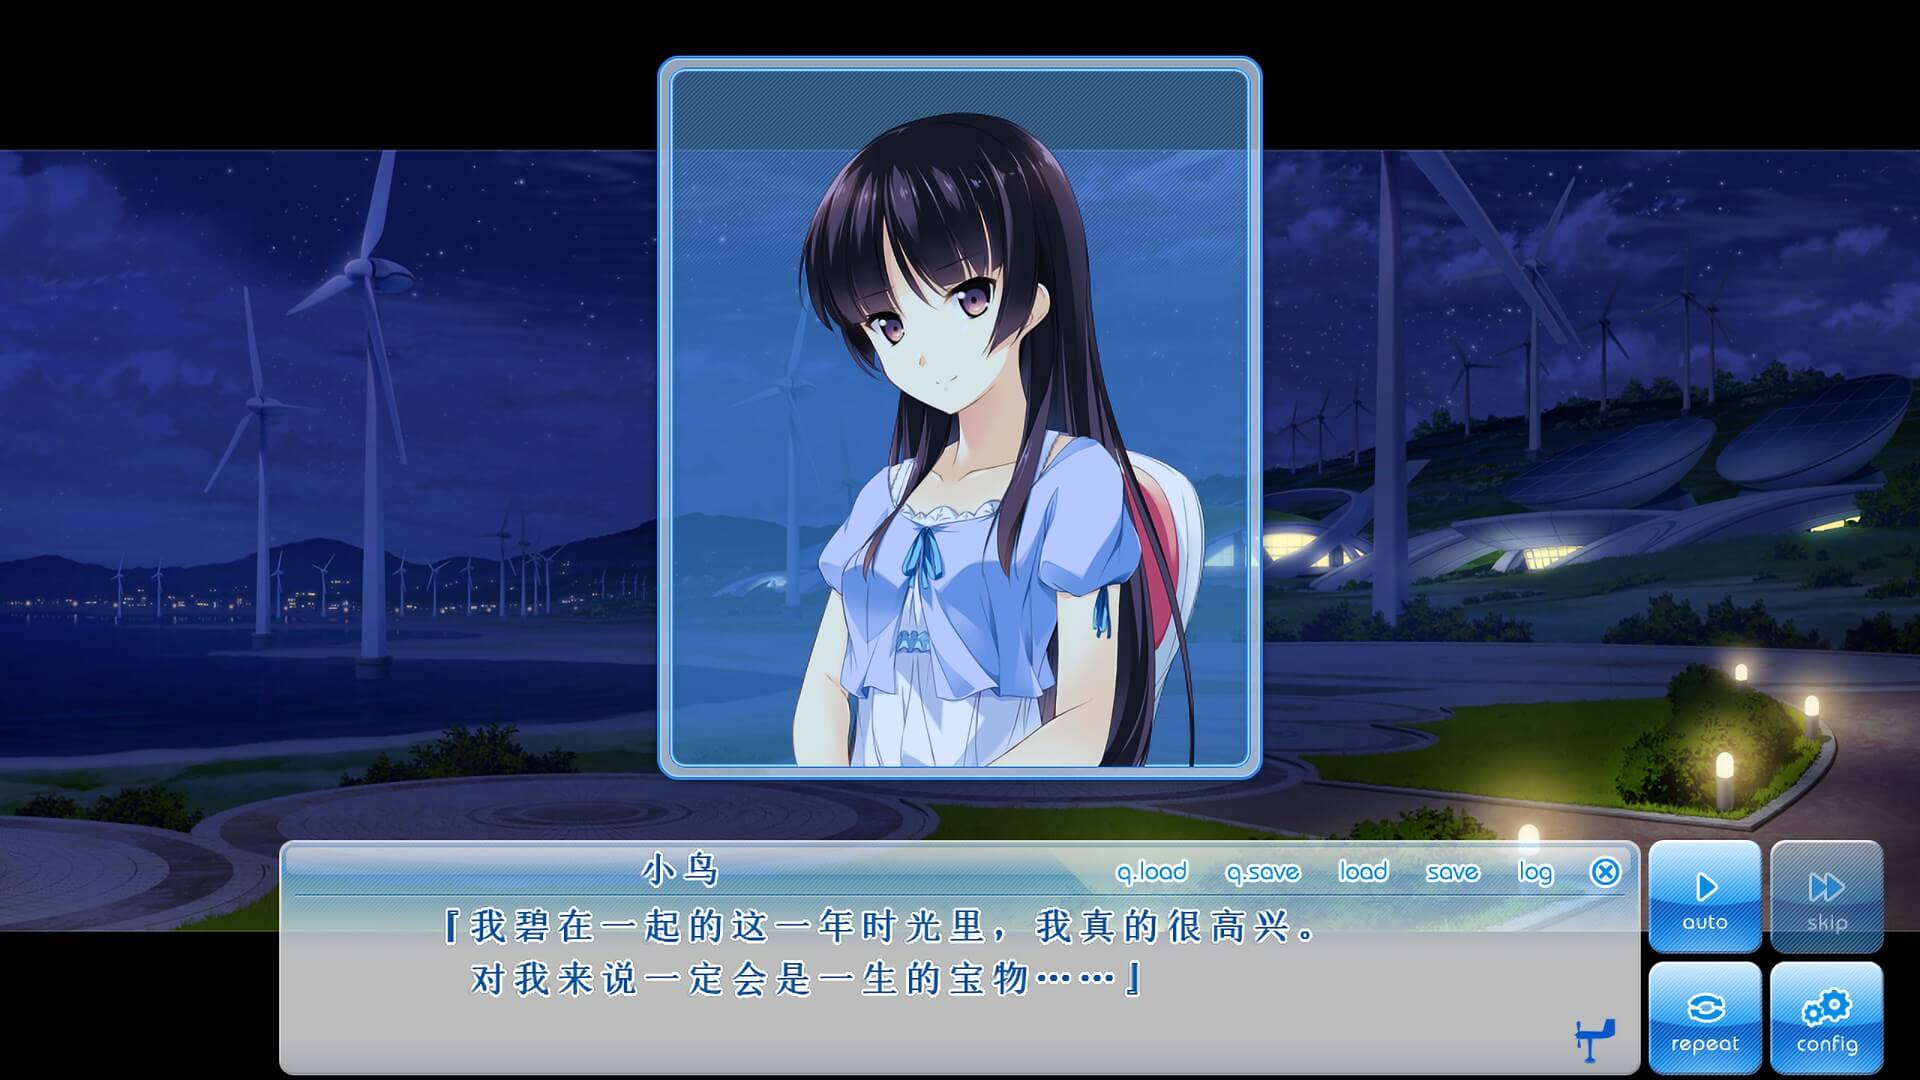 小鸟
q.load q.save load save log
『我碧在一起的这一年时光里，我真的很高兴。
对我来说一定会是一生的宝物……』
auto
skip
repeat
config